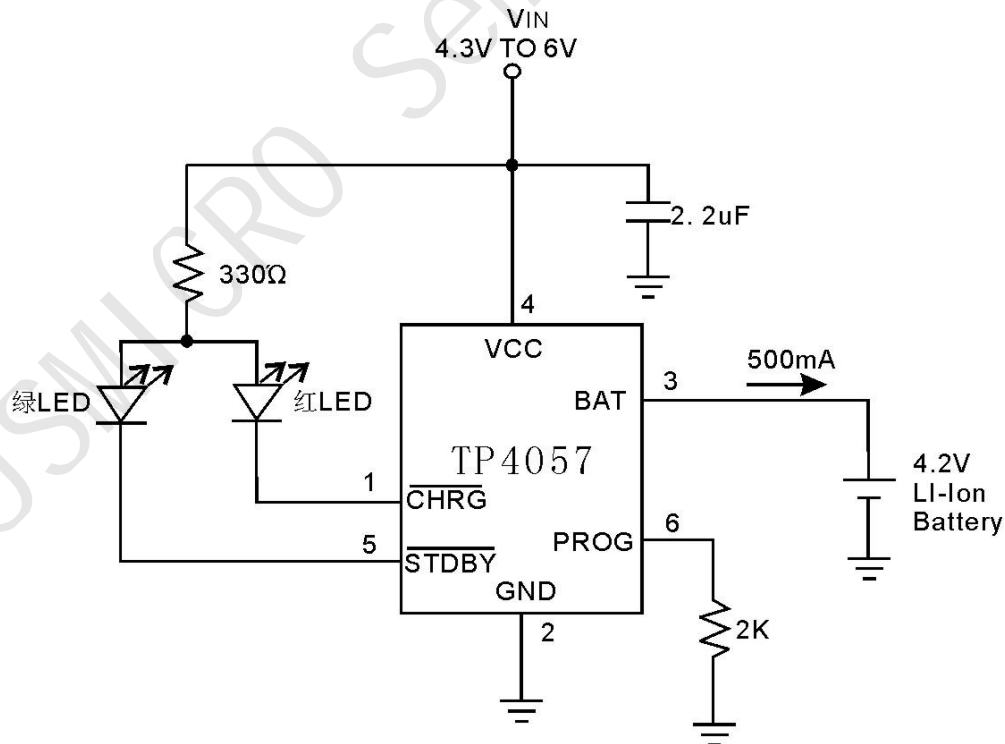 VIN
4.3V TO 6V
2. 2uF
330Ω
4
VCC
500mA
3
BAT
绿LED
红LED
TP4057
4.2V
LI-Ion
Battery
1
CHRG
6
PROG
5
STDBY
GND
2
2K